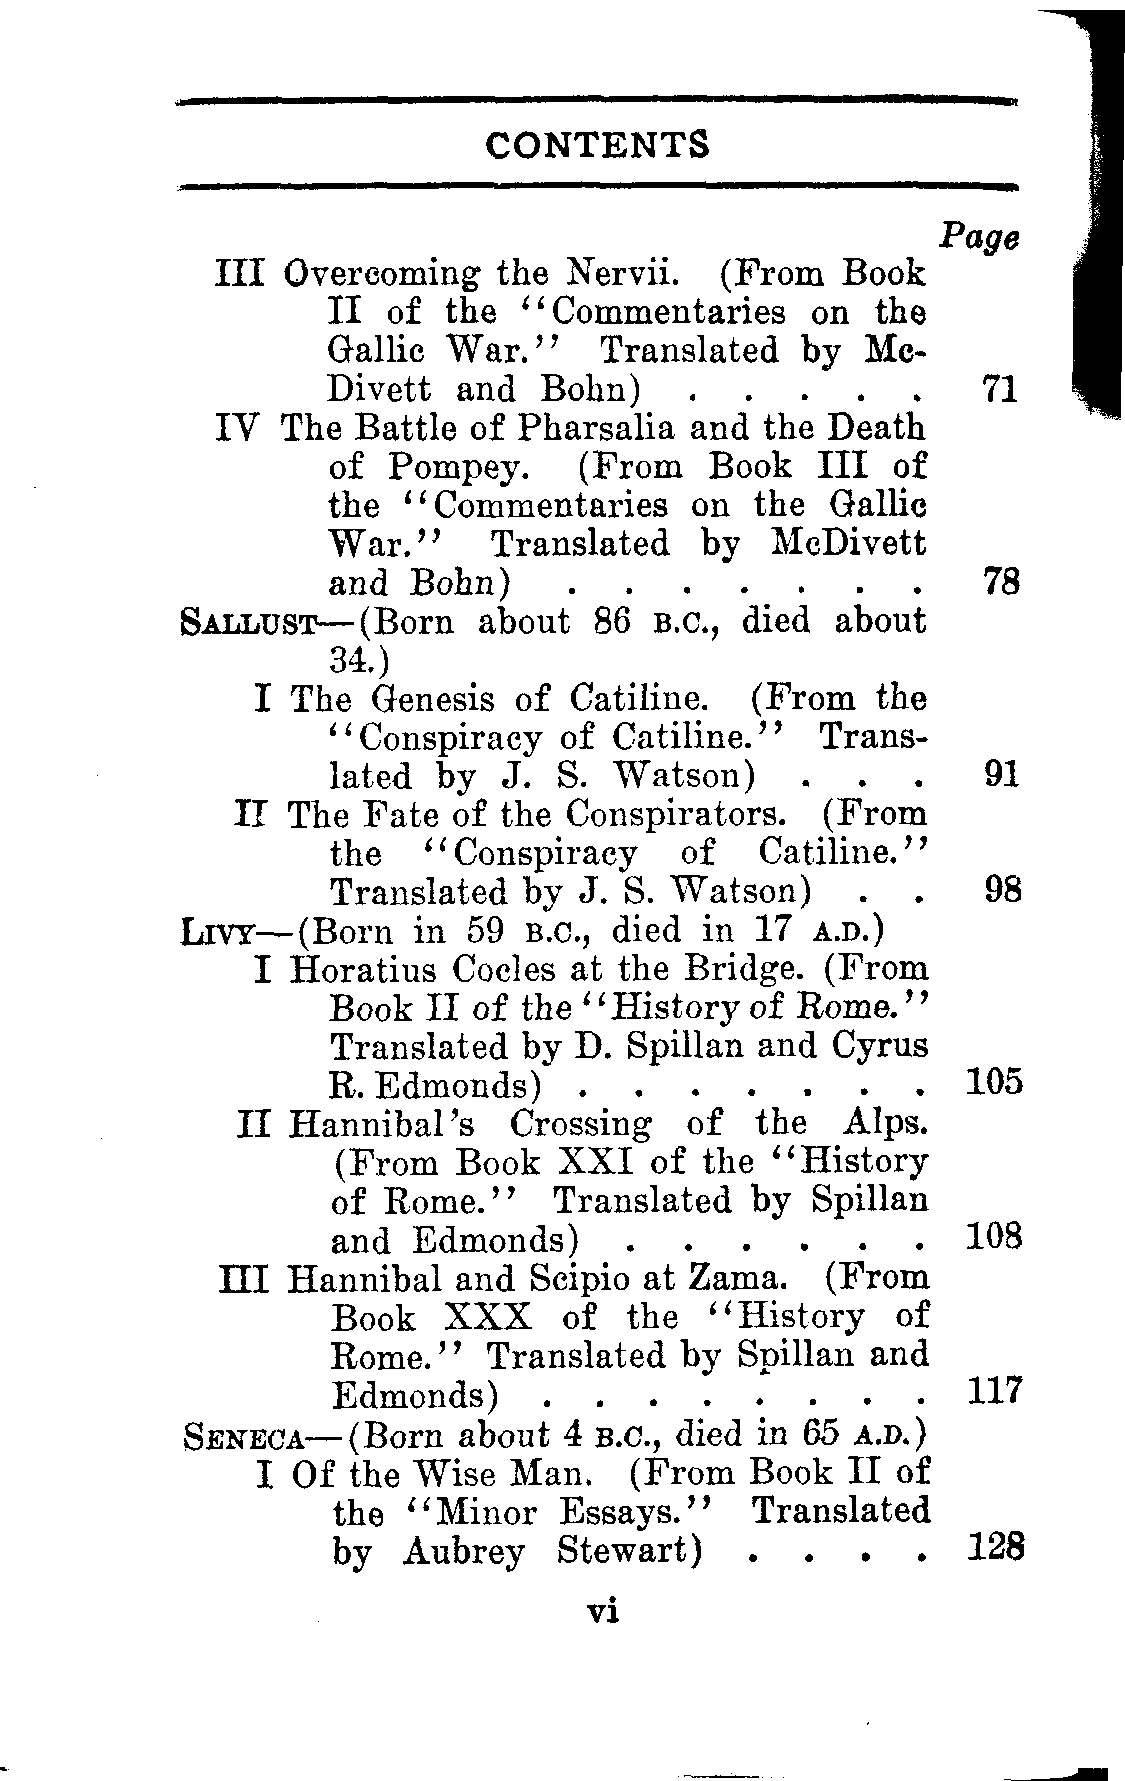 CONTENTS
Page
III Overcoming the Nervii. (From Book
II of the "Commentaries on the
Gallic War." Translated by Mc-
Divett and Bohn) . . . . . 71
IV The Battle of Pharsalia and the Death
of Pompey. (From Book III of
the "Commentaries on the Gallic
War." Translated by McDivett
and Bohn) . . . . . . . 78
SALLUST—(Born about 86 B.C., died about
34.)
I The Genesis of Catiline. (From the
"Conspiracy of Catiline." Trans-
lated by J. S. Watson) . . . 91
II The Fate of the Conspirators. (From
the "Conspiracy of Catiline."
Translated by J. S. Watson) . . 98
LIVY—(Born in 59 B.C., died in 17 A.D.)
I Horatius Cocles at the Bridge. (From
Book II of the "History of Rome."
Translated by D. Spillan and Cyrus
R. Edmonds) . . . . . . . 105
II Hannibal's Crossing of the Alps.
(From Book XXI of the "History
of Rome." Translated by Spillan
and Edmonds) . . . . . . 108
III Hannibal and Scipio at Zama. (From
Book XXX of the "History of
Rome." Translated by Spillan and
Edmonds) . . . . . . . . 117
SENECA—(Born about 4 B.C., died in 65 A.D.)
I Of the Wise Man. (From Book II of
the "Minor Essays." Translated
by Aubrey Stewart) . . . . 128
vi